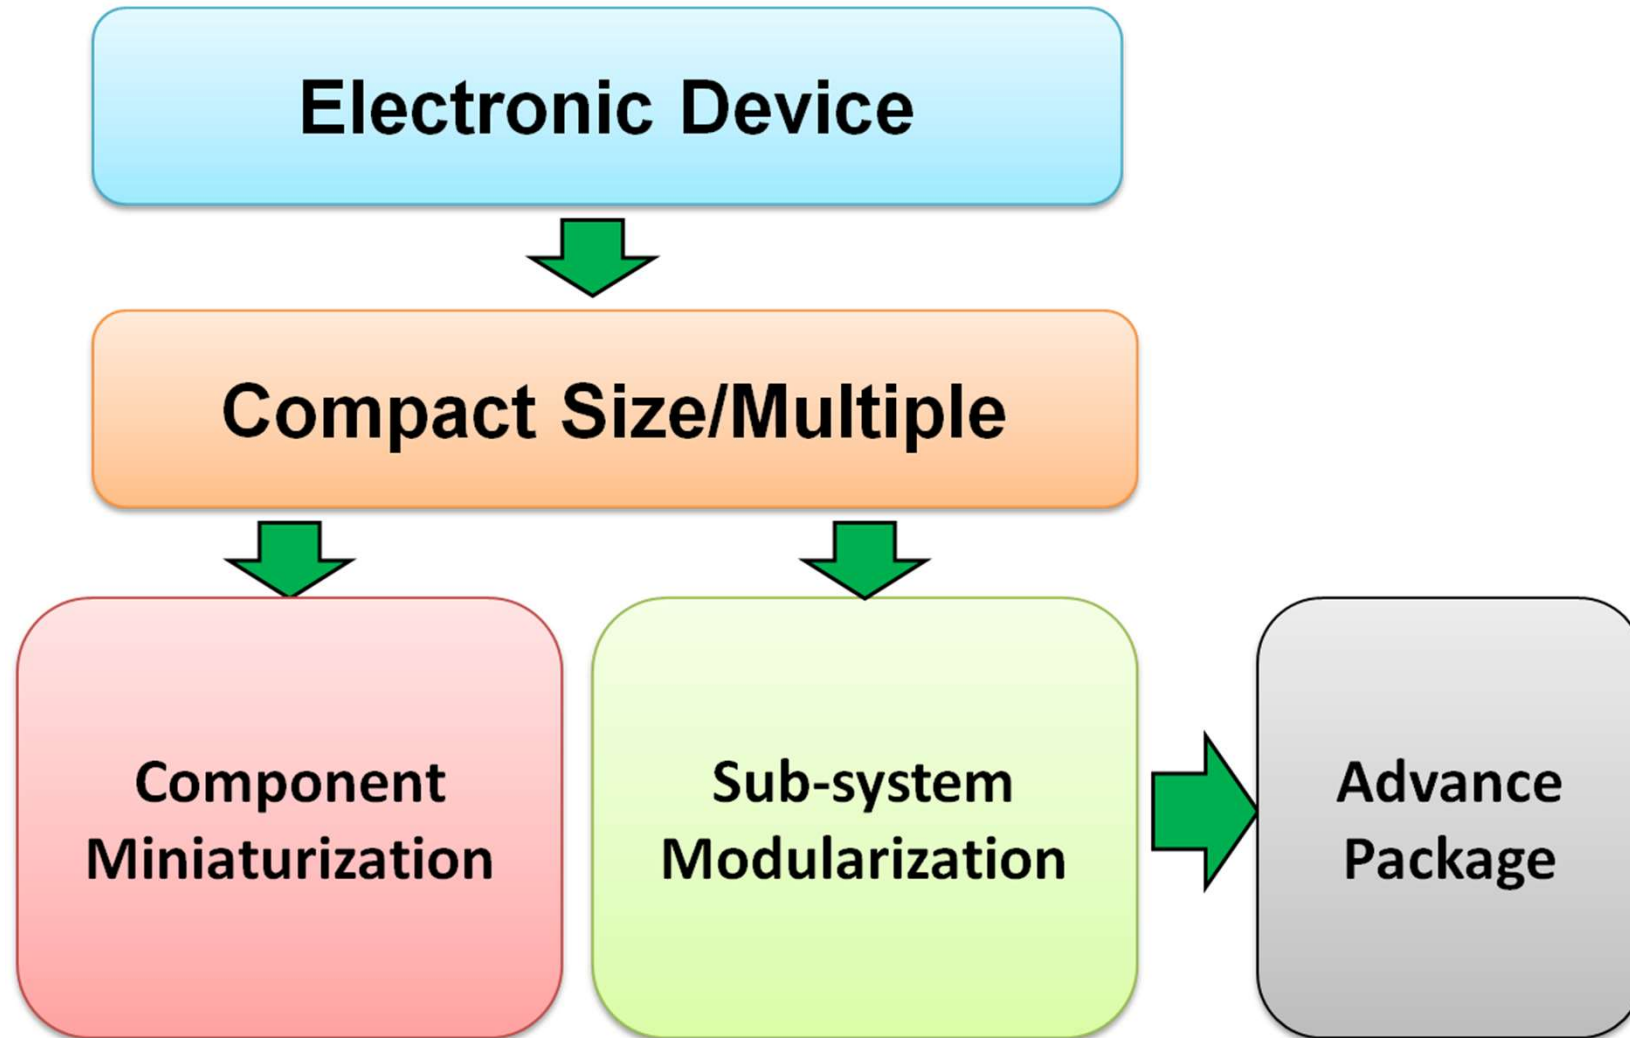 Electronic Device
Compact Size/Multiple
Component
Miniaturization
Sub-system
Modularization
Advance
Package